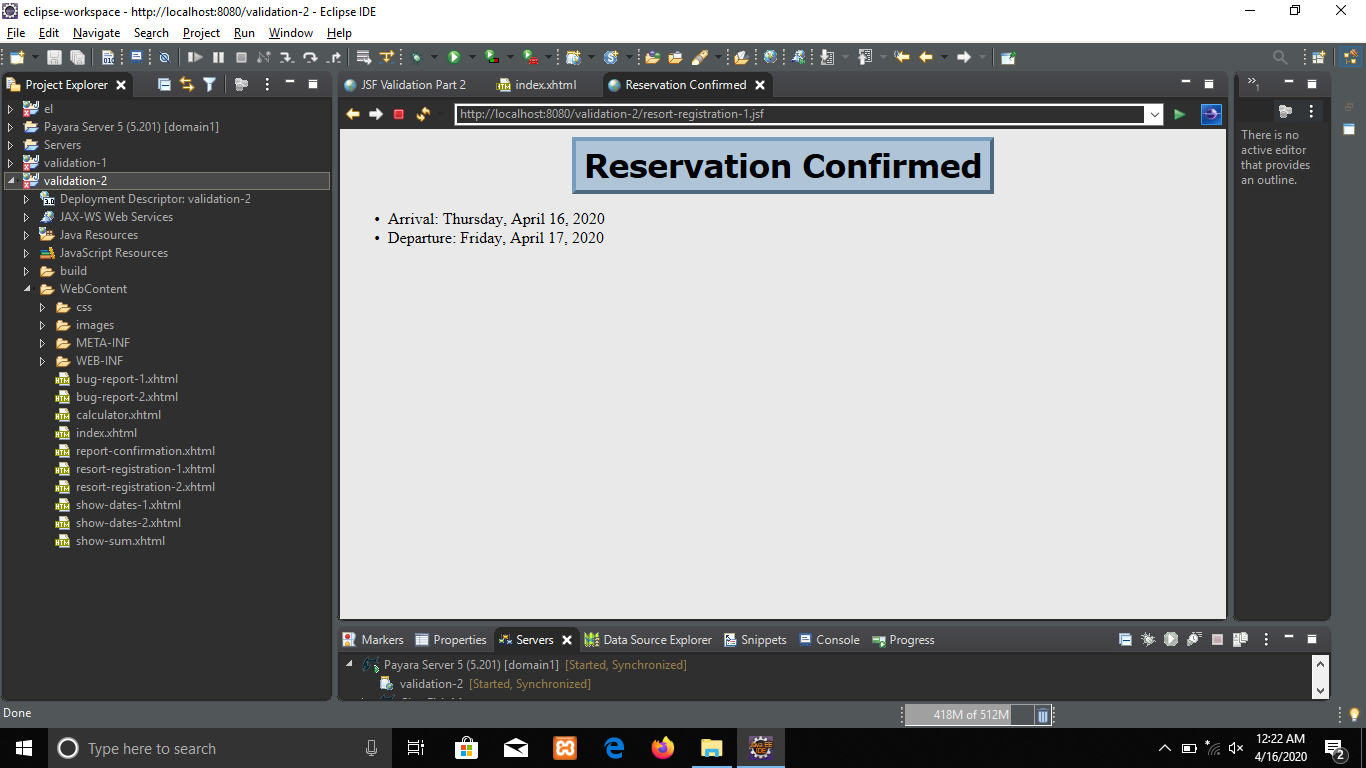 eclipse-workspace - http://localhost:8080/validation-2 - Eclipse IDE
File Edit Navigate Search Project Run Window Help
Project Explorer
el
Payara Server 5 (5.201) [domain1]
Servers
validation-1
validation-2
Deployment Descriptor: validation-2
JAX-WS Web Services
Java Resources
JavaScript Resources
build
WebContent
css
images
META-INF
WEB-INF
bug-report-1.xhtml
bug-report-2.xhtml
calculator.xhtml
index.xhtml
report-confirmation.xhtml
resort-registration-1.xhtml
resort-registration-2.xhtml
show-dates-1.xhtml
show-dates-2.xhtml
show-sum.xhtml
JSF Validation Part 2 index.xhtml Reservation Confirmed
http://localhost:8080/validation-2/resort-registration-1.jsf
Reservation Confirmed
• Arrival: Thursday, April 16, 2020
• Departure: Friday, April 17, 2020
1
There is no
active editor
that provides
an outline.
Markers Properties Servers Data Source Explorer Snippets Console Progress
Payara Server 5 (5.201) [domain1] [Started, Synchronized]
validation-2 [Started, Synchronized]
Done
418M of 512M
Type here to search
12:22 AM
4/16/2020
2